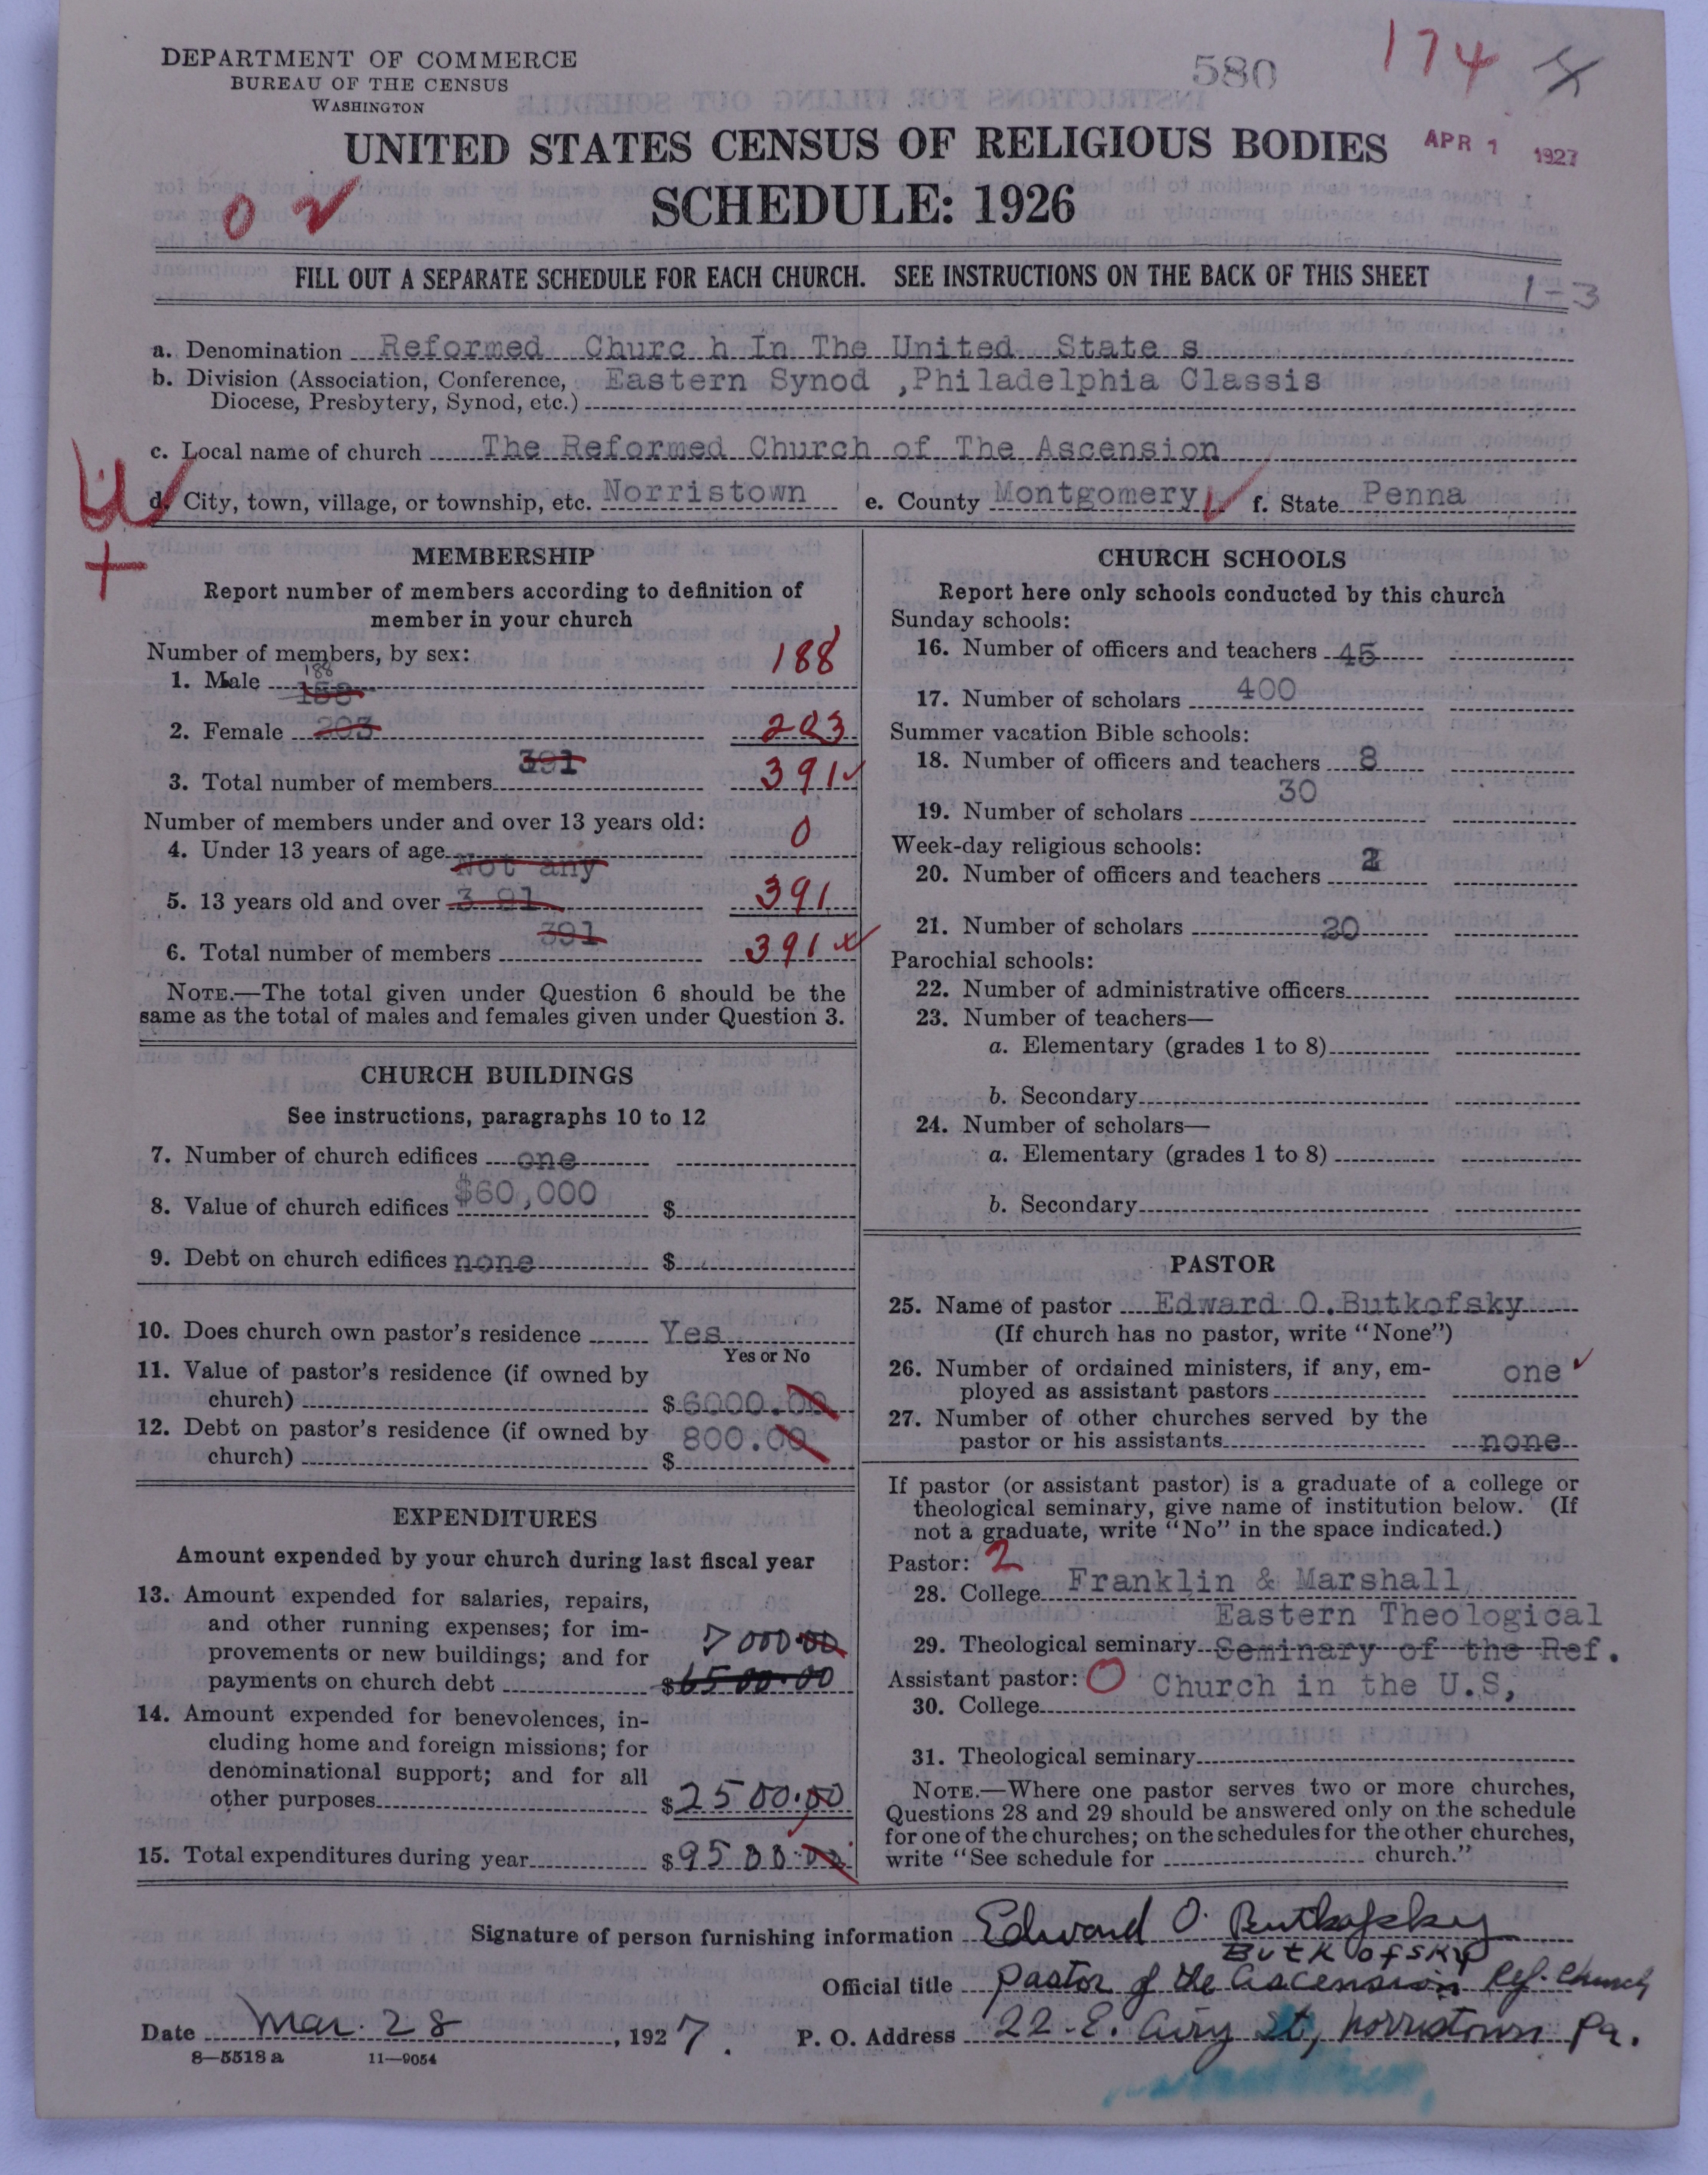 174
580
DEPARTMENT OF COMMERCE
BUREAU OF THE CENSUS
WASHINGTON
UNITED STATES CENSUS OF RELIGIOUS BODIES
APR 1 1927
SCHEDULE: 1926
FILL OUT A SEPARATE SCHEDULE FOR EACH CHURCH. SEE INSTRUCTIONS ON THE BACK OF THIS SHEET
1-3
a. Denomination Reformed Churc h In The United State s
b. Division (Association, Conference, Eastern Synod ,Philadelphia Classis
Diocese, Presbytery, Synod, etc.)
c. Local name of church The Reformed Church of The Ascension
d. City, town, village, or township, etc. Norristown e. County Montgomery f. State Penna
MEMBERSHIP
Report number of members according to definition of
member in your church
Number of members, by sex:
188
1. Male 188
2. Female 203 203
3. Total number of members 391 391
Number of members under and over 13 years old:
4. Under 13 years of age Not any 0
5. 13 years old and over 3 91 391
6. Total number of members 391 391
NOTE.—The total given under Question 6 should be the
same as the total of males and females given under Question 3.
CHURCH BUILDINGS
See instructions, paragraphs 10 to 12
7. Number of church edifices one
8. Value of church edifices $60,000 $
9. Debt on church edifices none $
10. Does church own pastor's residence Yes
Yes or No
11. Value of pastor's residence (if owned by
church) $ 6000.00
12. Debt on pastor's residence (if owned by
church) $ 800.00
EXPENDITURES
Amount expended by your church during last fiscal year
13. Amount expended for salaries, repairs,
and other running expenses; for im-
provements or new buildings; and for 7000.00
payments on church debt $6500.00
14. Amount expended for benevolences, in-
cluding home and foreign missions; for
denominational support; and for all
other purposes $2500.00
15. Total expenditures during year $9500.00
CHURCH SCHOOLS
Report here only schools conducted by this church
Sunday schools:
16. Number of officers and teachers 45
17. Number of scholars 400
Summer vacation Bible schools:
18. Number of officers and teachers 8
19. Number of scholars 30
Week-day religious schools:
20. Number of officers and teachers 2
21. Number of scholars 20
Parochial schools:
22. Number of administrative officers
23. Number of teachers—
a. Elementary (grades 1 to 8)
b. Secondary
24. Number of scholars—
a. Elementary (grades 1 to 8)
b. Secondary
PASTOR
25. Name of pastor Edward O.Butkofsky
(If church has no pastor, write "None")
26. Number of ordained ministers, if any, em-
ployed as assistant pastors one
27. Number of other churches served by the
pastor or his assistants none
If pastor (or assistant pastor) is a graduate of a college or
theological seminary, give name of institution below. (If
not a graduate, write "No" in the space indicated.)
Pastor: 2
28. College Franklin & Marshall,
Eastern Theological
29. Theological seminary Seminary of the Ref.
Assistant pastor: 0 Church in the U.S,
30. College
31. Theological seminary
NOTE.—Where one pastor serves two or more churches,
Questions 28 and 29 should be answered only on the schedule
for one of the churches; on the schedules for the other churches,
write "See schedule for church."
Signature of person furnishing information Edward O. Butkofsky
BUTKOFSKY
Official title Pastor of the Ascension Ref. Church
Date Mar. 28, 1927. P. O. Address 22 E. Airy St, Norristown Pa.
8—5518 a 11—9054